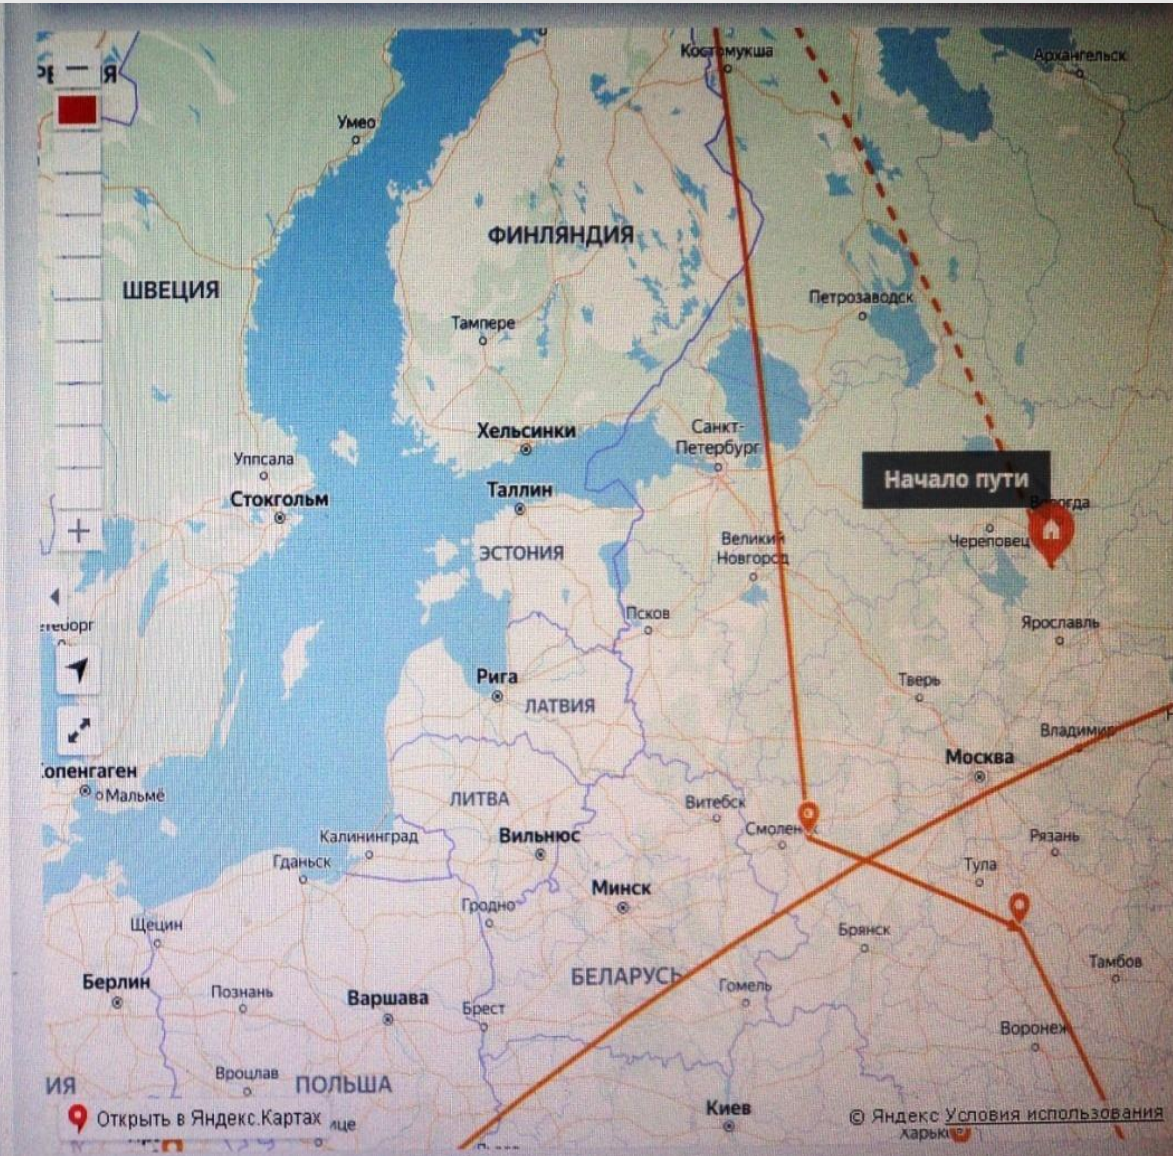 Костомукша
Архангельск
Умео
ФИНЛЯНДИЯ
ШВЕЦИЯ
Петрозаводск
Тампере
Хельсинки
Санкт-
Петербург
Уппсала
Стокгольм
Таллин
Начало пути
ЭСТОНИЯ
Великий
Новгород
Череповец
Псков
Ярославль
Рига
ЛАТВИЯ
Тверь
Владимир
Москва
Мальмё
ЛИТВА
Витебск
Калининград
Вильнюс
Рязань
Гданьск
Тула
Минск
Гродно
Щецин
Брянск
БЕЛАРУСЬ
Тамбов
Берлин
Познань
Варшава
Гомель
Брест
Воронеж
Вроцлав
ПОЛЬША
ИЯ
Открыть в Яндекс.Картах
Киев
© Яндекс Условия использования